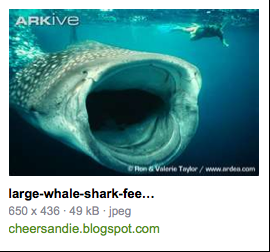 ARKive
© Ron & Valerie Taylor / www.ardea.com
large-whale-shark-fee...
650 x 436 · 49 kB · jpeg
cheersandie.blogspot.com